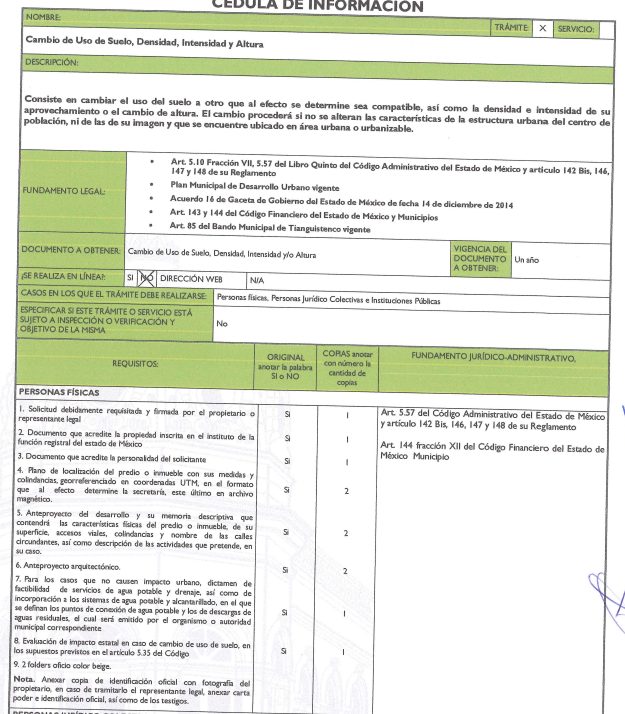 CÉDULA DE INFORMACIÓN
NOMBRE:
TRÁMITE: X SERVICIO:
Cambio de Uso de Suelo, Densidad, Intensidad y Altura
DESCRIPCIÓN:
Consiste en cambiar el uso del suelo a otro que al efecto se determine sea compatible, así como la densidad e intensidad de su
aprovechamiento o el cambio de altura. El cambio procederá si no se alteran las características de la estructura urbana del centro de
población, ni de las de su imagen y que se encuentre ubicado en área urbana o urbanizable.
FUNDAMENTO LEGAL:
• Art. 5.10 Fracción VII, 5.57 del Libro Quinto del Código Administrativo del Estado de México y artículo 142 Bis, 146,
147 y 148 de su Reglamento
• Plan Municipal de Desarrollo Urbano vigente
• Acuerdo 16 de Gaceta de Gobierno del Estado de México de fecha 14 de diciembre de 2014
• Art. 143 y 144 del Código Financiero del Estado de México y Municipios
• Art. 85 del Bando Municipal de Tianguistenco vigente
DOCUMENTO A OBTENER: Cambio de Uso de Suelo, Densidad, Intensidad y/o Altura
VIGENCIA DEL
DOCUMENTO
A OBTENER:
Un año
¿SE REALIZA EN LÍNEA?: SI NO DIRECCIÓN WEB N/A
CASOS EN LOS QUE EL TRÁMITE DEBE REALIZARSE: Personas físicas, Personas Jurídico Colectivas e Instituciones Públicas
ESPECIFICAR SI ESTE TRÁMITE O SERVICIO ESTÁ
SUJETO A INSPECCIÓN O VERIFICACIÓN Y
OBJETIVO DE LA MISMA
No
REQUISITOS:
ORIGINAL
anotar la palabra
SI o NO
COPIAS anotar
con número la
cantidad de
copias
FUNDAMENTO JURÍDICO-ADMINISTRATIVO.
PERSONAS FÍSICAS
1. Solicitud debidamente requisitada y firmada por el propietario o
representante legal
Si 1
2. Documento que acredite la propiedad inscrita en el instituto de la
función registral del estado de México
Si 1
3. Documento que acredite la personalidad del solicitante
Si 1
4. Plano de localización del predio o inmueble con sus medidas y
colindancias, georreferenciado en coordenadas UTM, en el formato
que al efecto determine la secretaría, este último en archivo
magnético.
Si 2
5. Anteproyecto del desarrollo y su memoria descriptiva que
contendrá las características físicas del predio o inmueble, de su
superficie, accesos viales, colindancias y nombre de las calles
circundantes, así como descripción de las actividades que pretende, en
su caso.
Si 2
6. Anteproyecto arquitectónico.
Si 2
7. Para los casos que no causen impacto urbano, dictamen de
factibilidad de servicios de agua potable y drenaje, así como de
incorporación a los sistemas de agua potable y alcantarillado, en el que
se definan los puntos de conexión de agua potable y los de descargas de
aguas residuales, el cual será emitido por el organismo o autoridad
municipal correspondiente
Si 1
8. Evaluación de impacto estatal en caso de cambio de uso de suelo, en
los supuestos previstos en el artículo 5.35 del Código
Si 1
9. 2 folders oficio color beige.
Nota. Anexar copia de identificación oficial con fotografía del
propietario, en caso de tramitarlo el representante legal, anexar carta
poder e identificación oficial, así como de los testigos.
Art. 5.57 del Código Administrativo del Estado de México
y artículo 142 Bis, 146, 147 y 148 de su Reglamento
Art. 144 fracción XII del Código Financiero del Estado de
México Municipio